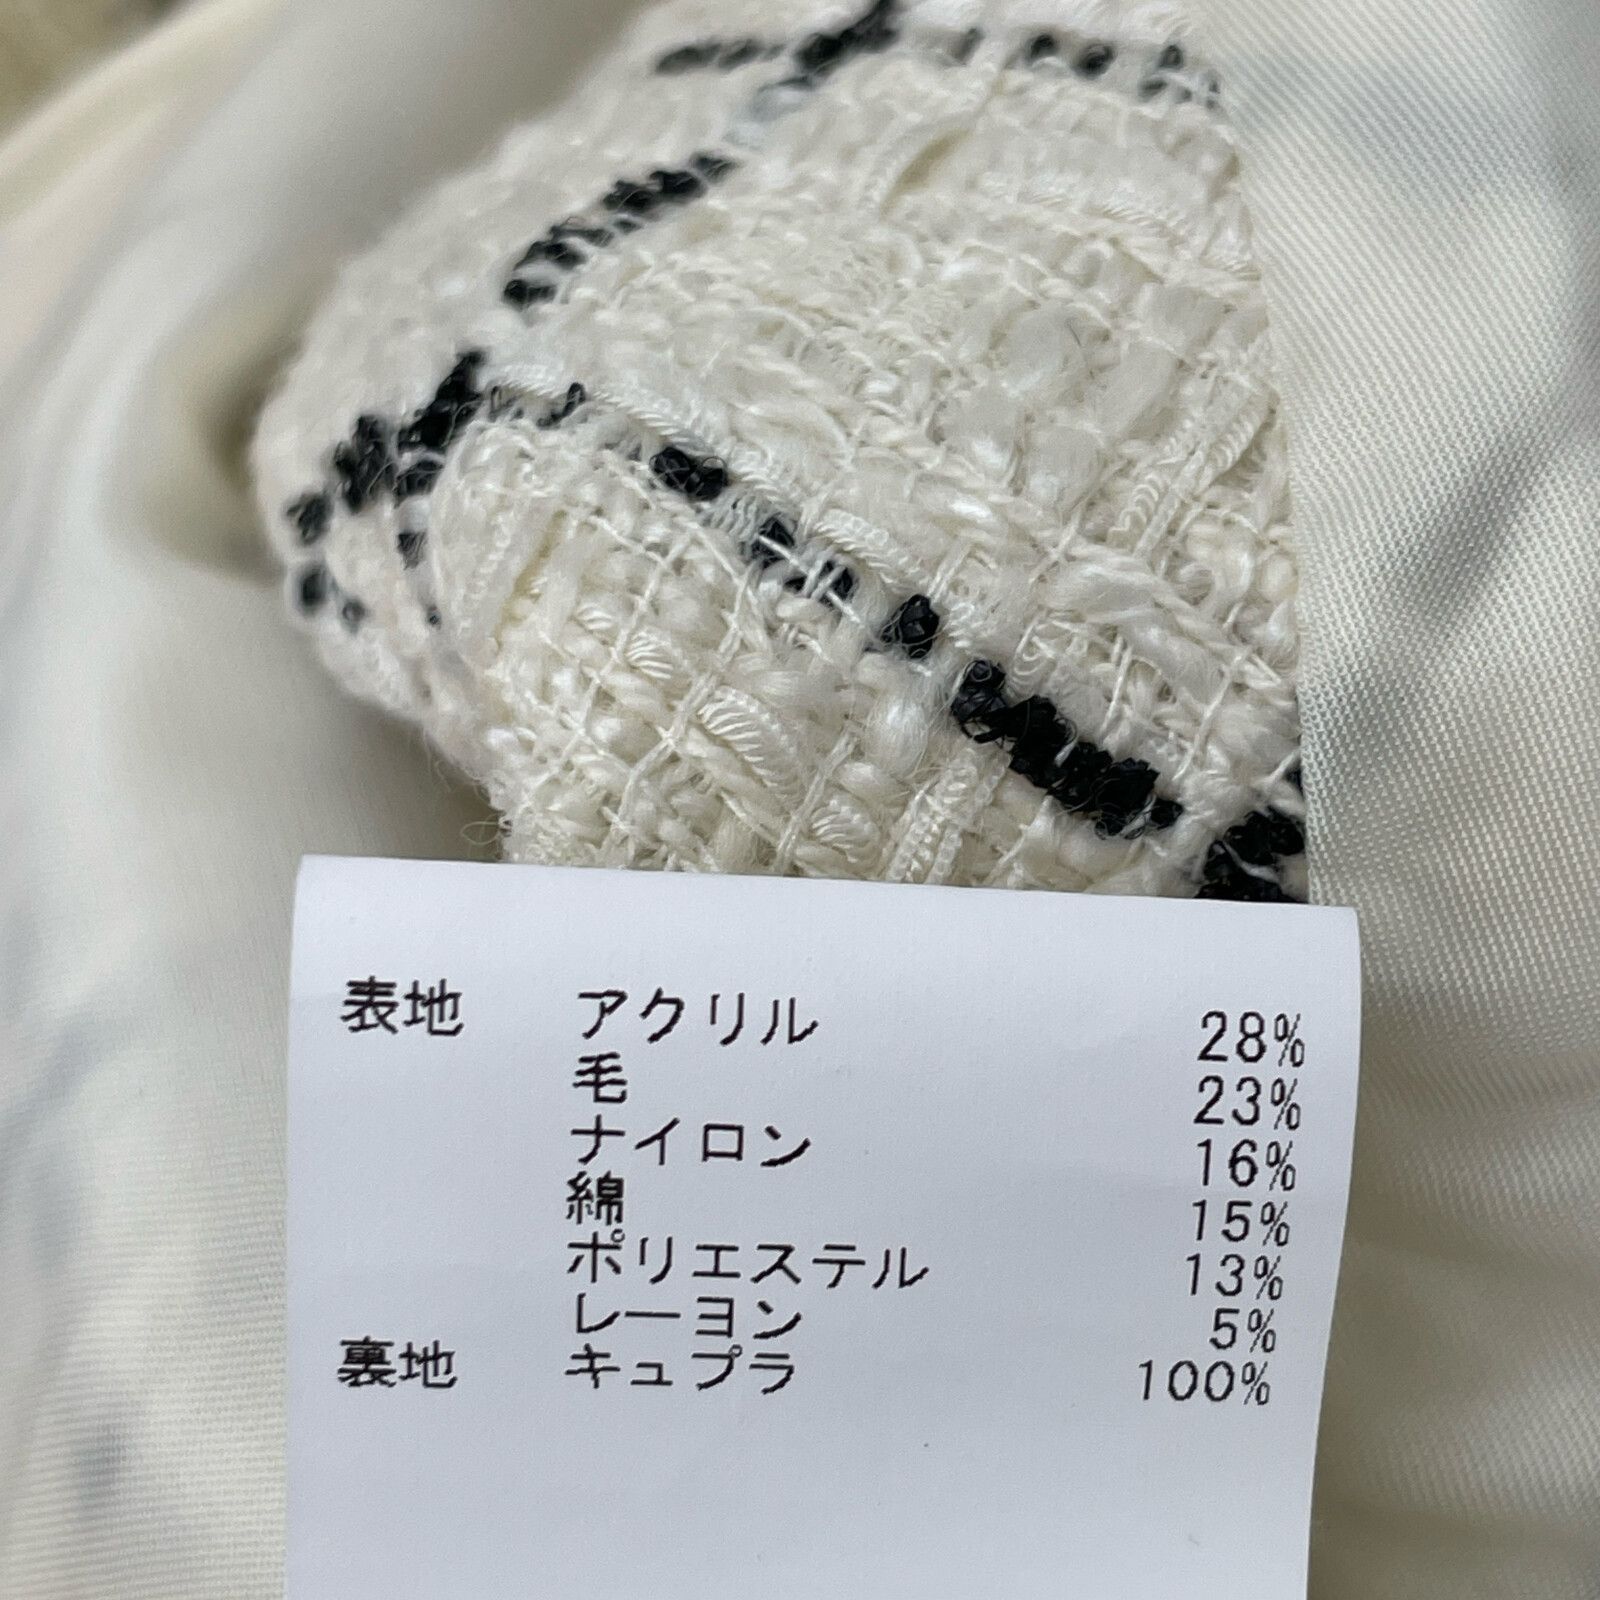 表地 アクリル 28%
毛 23%
ナイロン 16%
綿 15%
ポリエステル 13%
レーヨン 5%
裏地 キュプラ 100%